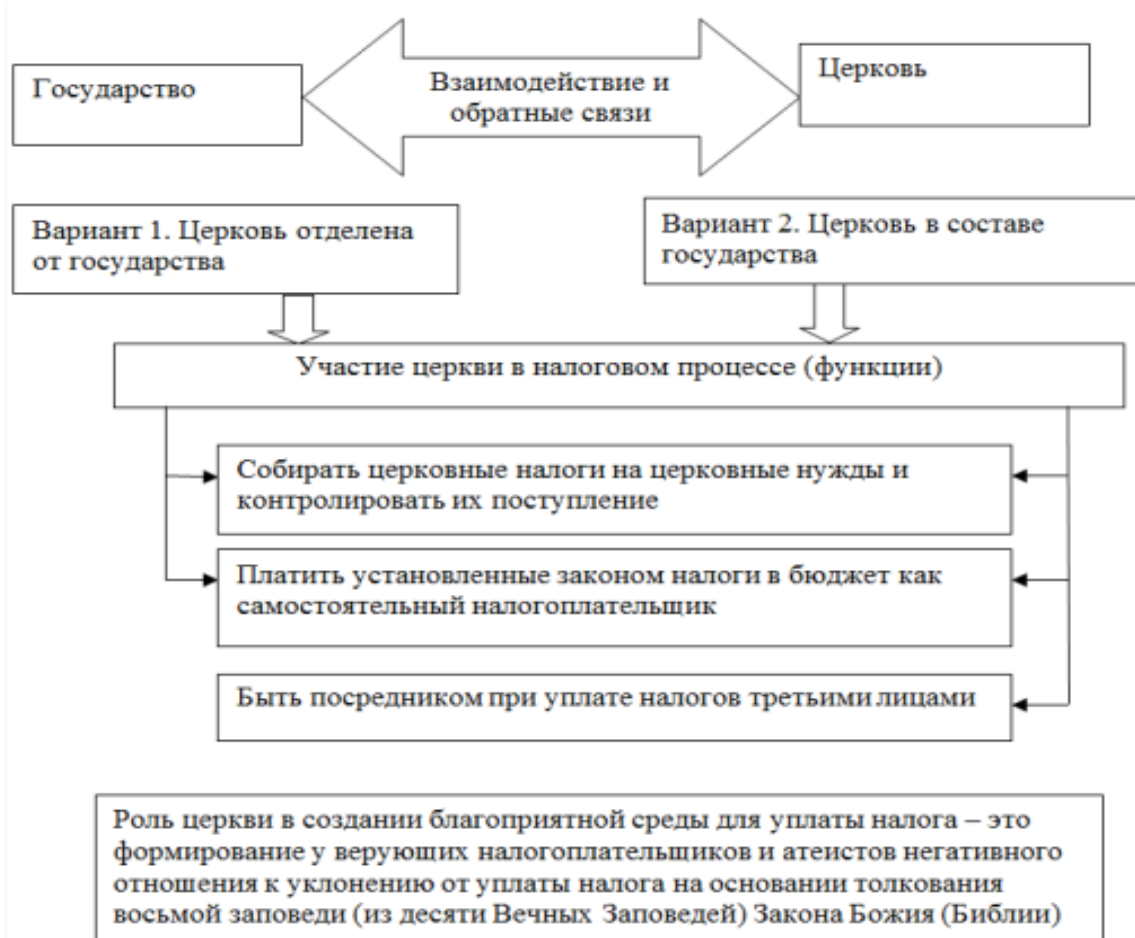 Государство
Взаимодействие и
обратные связи
Церковь
Вариант 1. Церковь отделена
от государства
Вариант 2. Церковь в составе
государства
Участие церкви в налоговом процессе (функции)
Собирать церковные налоги на церковные нужды и
контролировать их поступление
Платить установленные законом налоги в бюджет как
самостоятельный налогоплательщик
Быть посредником при уплате налогов третьими лицами
Роль церкви в создании благоприятной среды для уплаты налога – это
формирование у верующих налогоплательщиков и атеистов негативного
отношения к уклонению от уплаты налога на основании толкования
восьмой заповеди (из десяти Вечных Заповедей) Закона Божия (Библии)